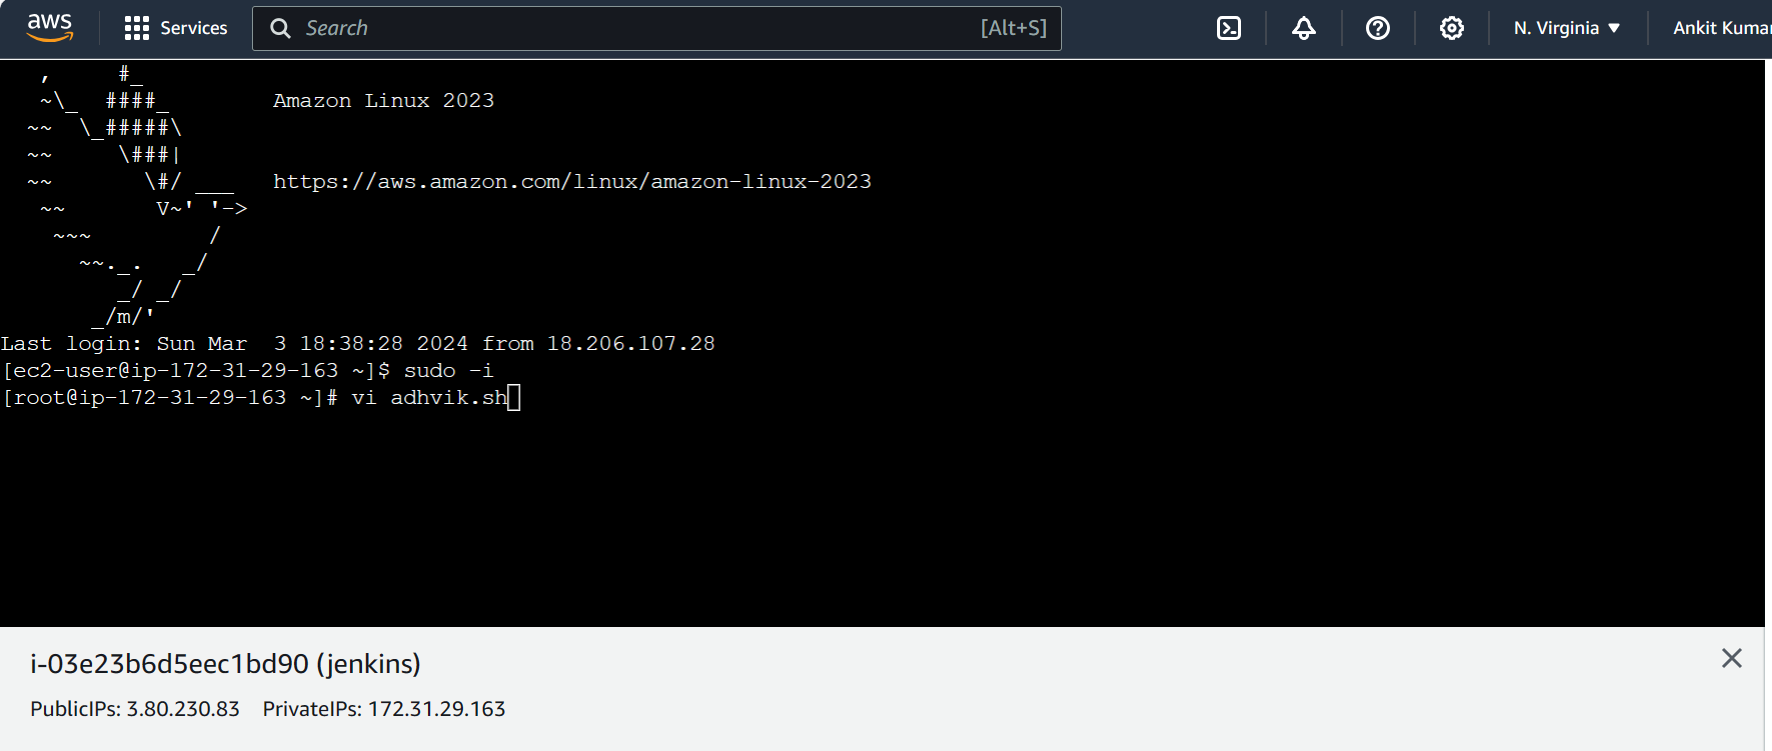 aws
Services
Search
[Alt+S]
N. Virginia
Ankit Kumar
   ,     #_
   ~\_  ####_        Amazon Linux 2023
  ~~  \_#####\
  ~~     \###|
  ~~       \#/ ___   https://aws.amazon.com/linux/amazon-linux-2023
   ~~       V~' '->
    ~~~         /
      ~~._.   _/
         _/ _/
       _/m/'
Last login: Sun Mar  3 18:38:28 2024 from 18.206.107.28
[ec2-user@ip-172-31-29-163 ~]$ sudo -i
[root@ip-172-31-29-163 ~]# vi adhvik.sh
i-03e23b6d5eec1bd90 (jenkins)
PublicIPs: 3.80.230.83 PrivateIPs: 172.31.29.163